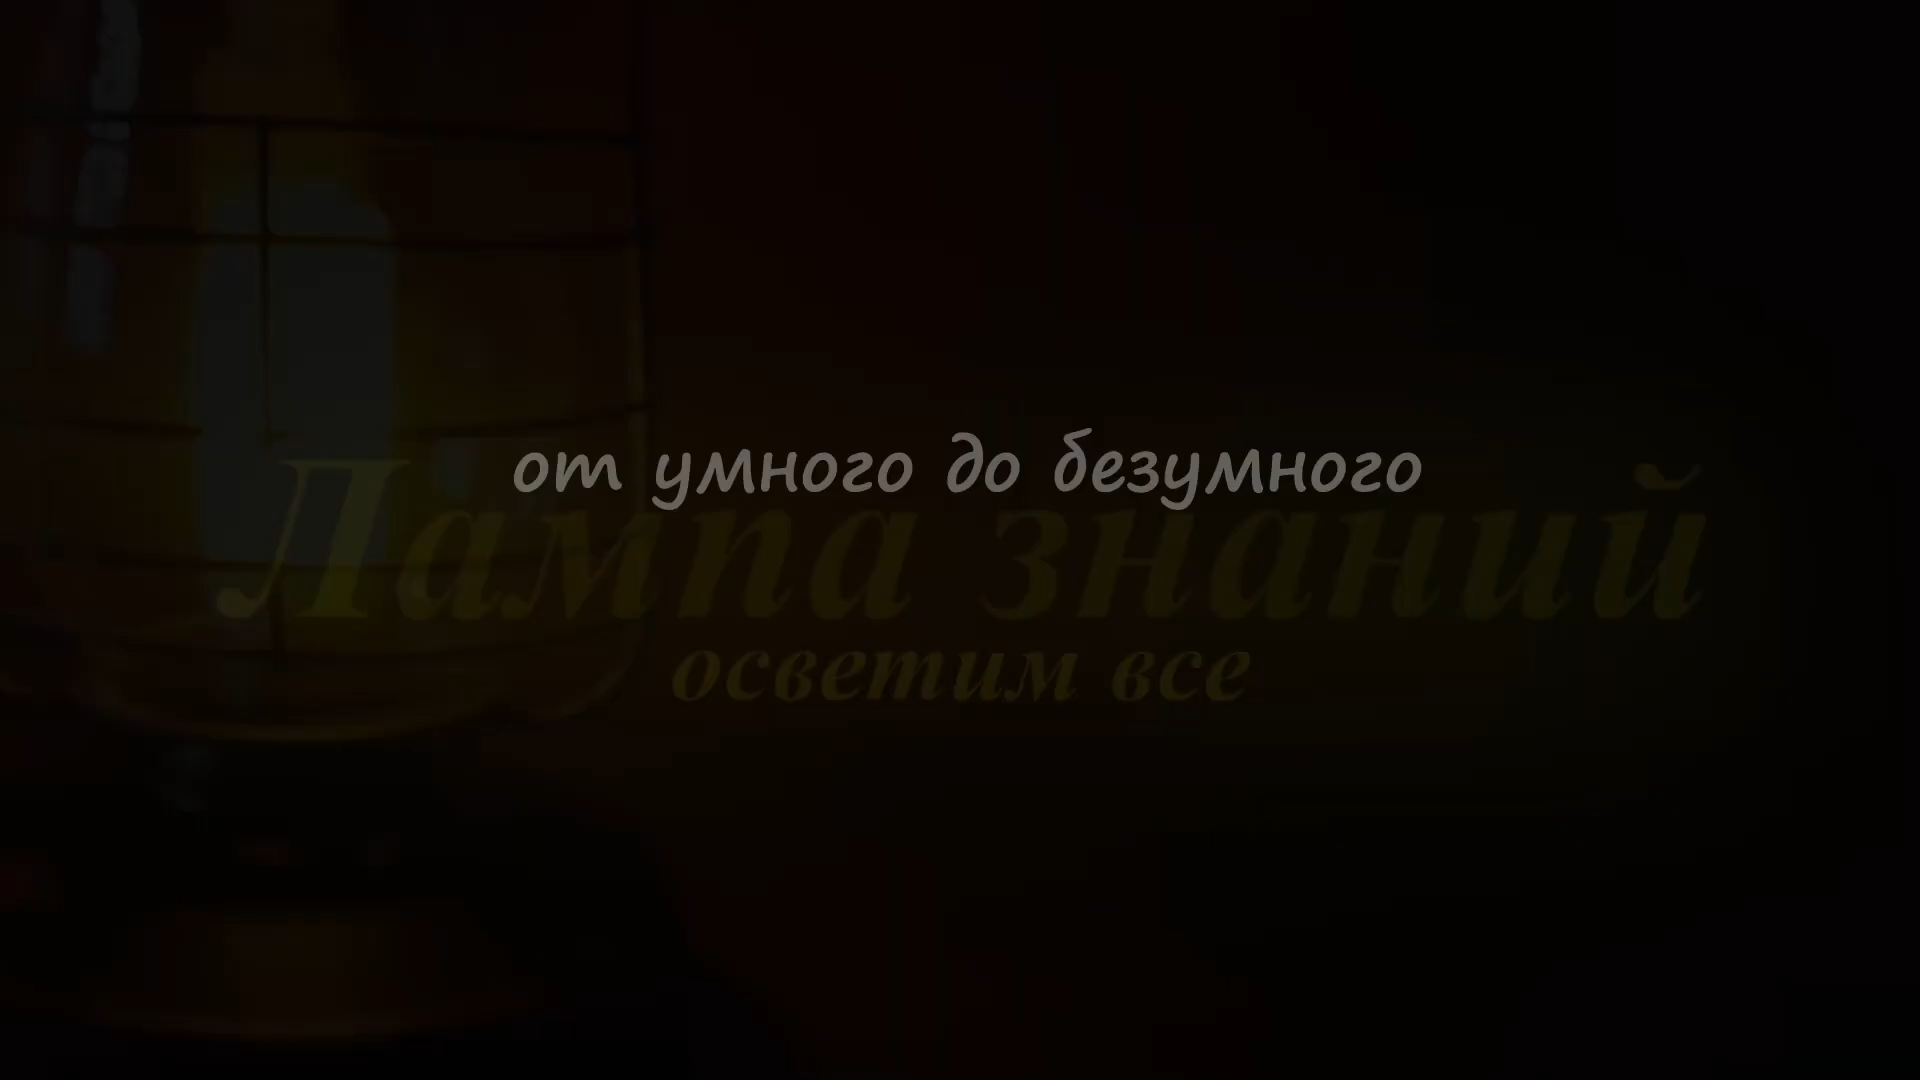 от умного до безумного
Лампа знаний
осветим все